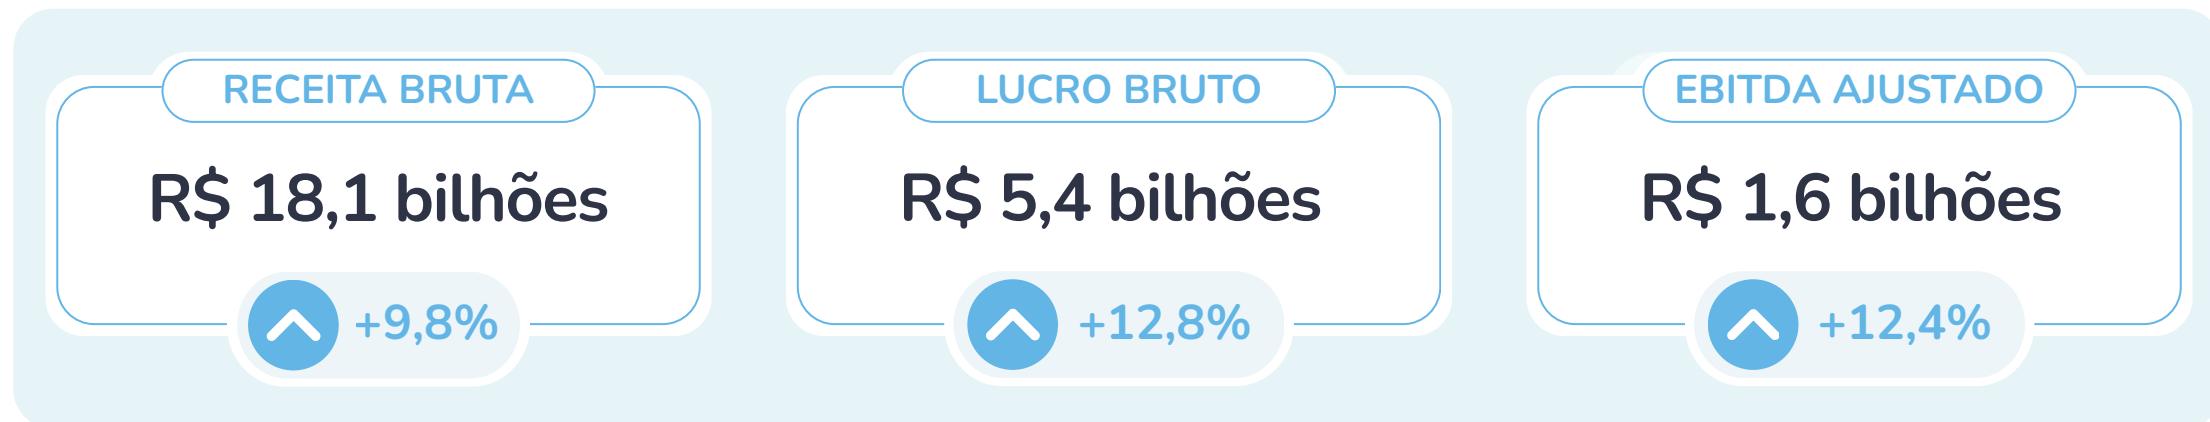 RECEITA BRUTA
R$ 18,1 bilhões
+9,8%
LUCRO BRUTO
R$ 5,4 bilhões
+12,8%
EBITDA AJUSTADO
R$ 1,6 bilhões
+12,4%